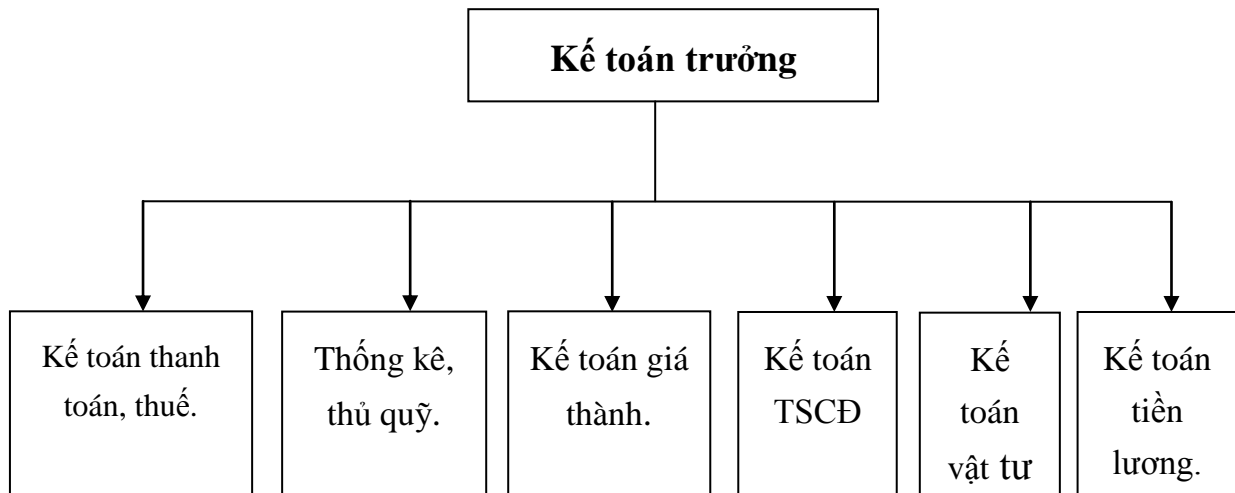 Kế toán trưởng
Kế toán thanh
toán, thuế.
Thống kê,
thủ quỹ.
Kế toán giá
thành.
Kế toán
TSCĐ
Kế
toán
vật tư
Kế toán
tiền
lương.